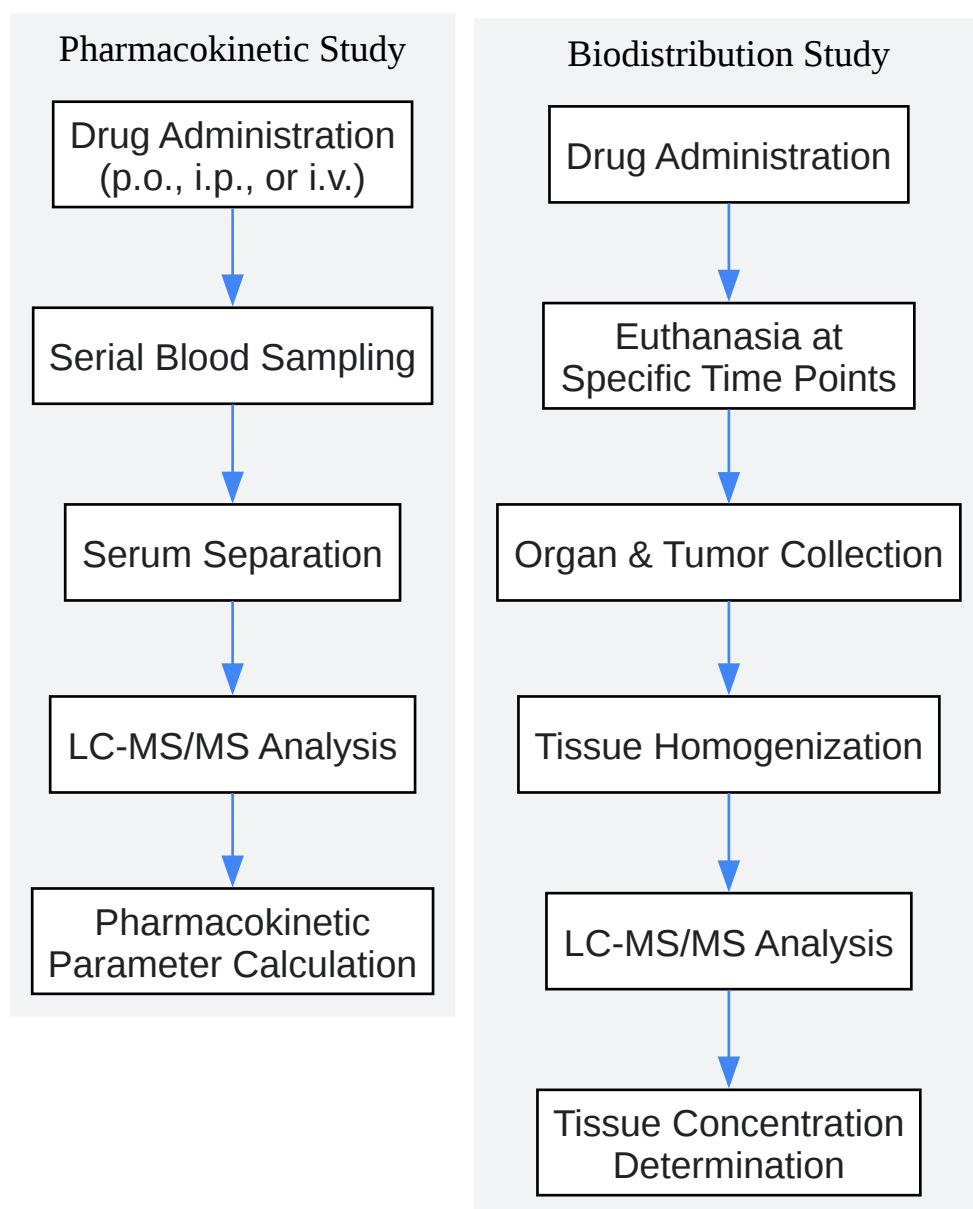 Pharmacokinetic Study
Drug Administration
(p.o., i.p., or i.v.)
Serial Blood Sampling
Serum Separation
LC-MS/MS Analysis
Pharmacokinetic
Parameter Calculation
Biodistribution Study
Drug Administration
Euthanasia at
Specific Time Points
Organ & Tumor Collection
Tissue Homogenization
LC-MS/MS Analysis
Tissue Concentration
Determination